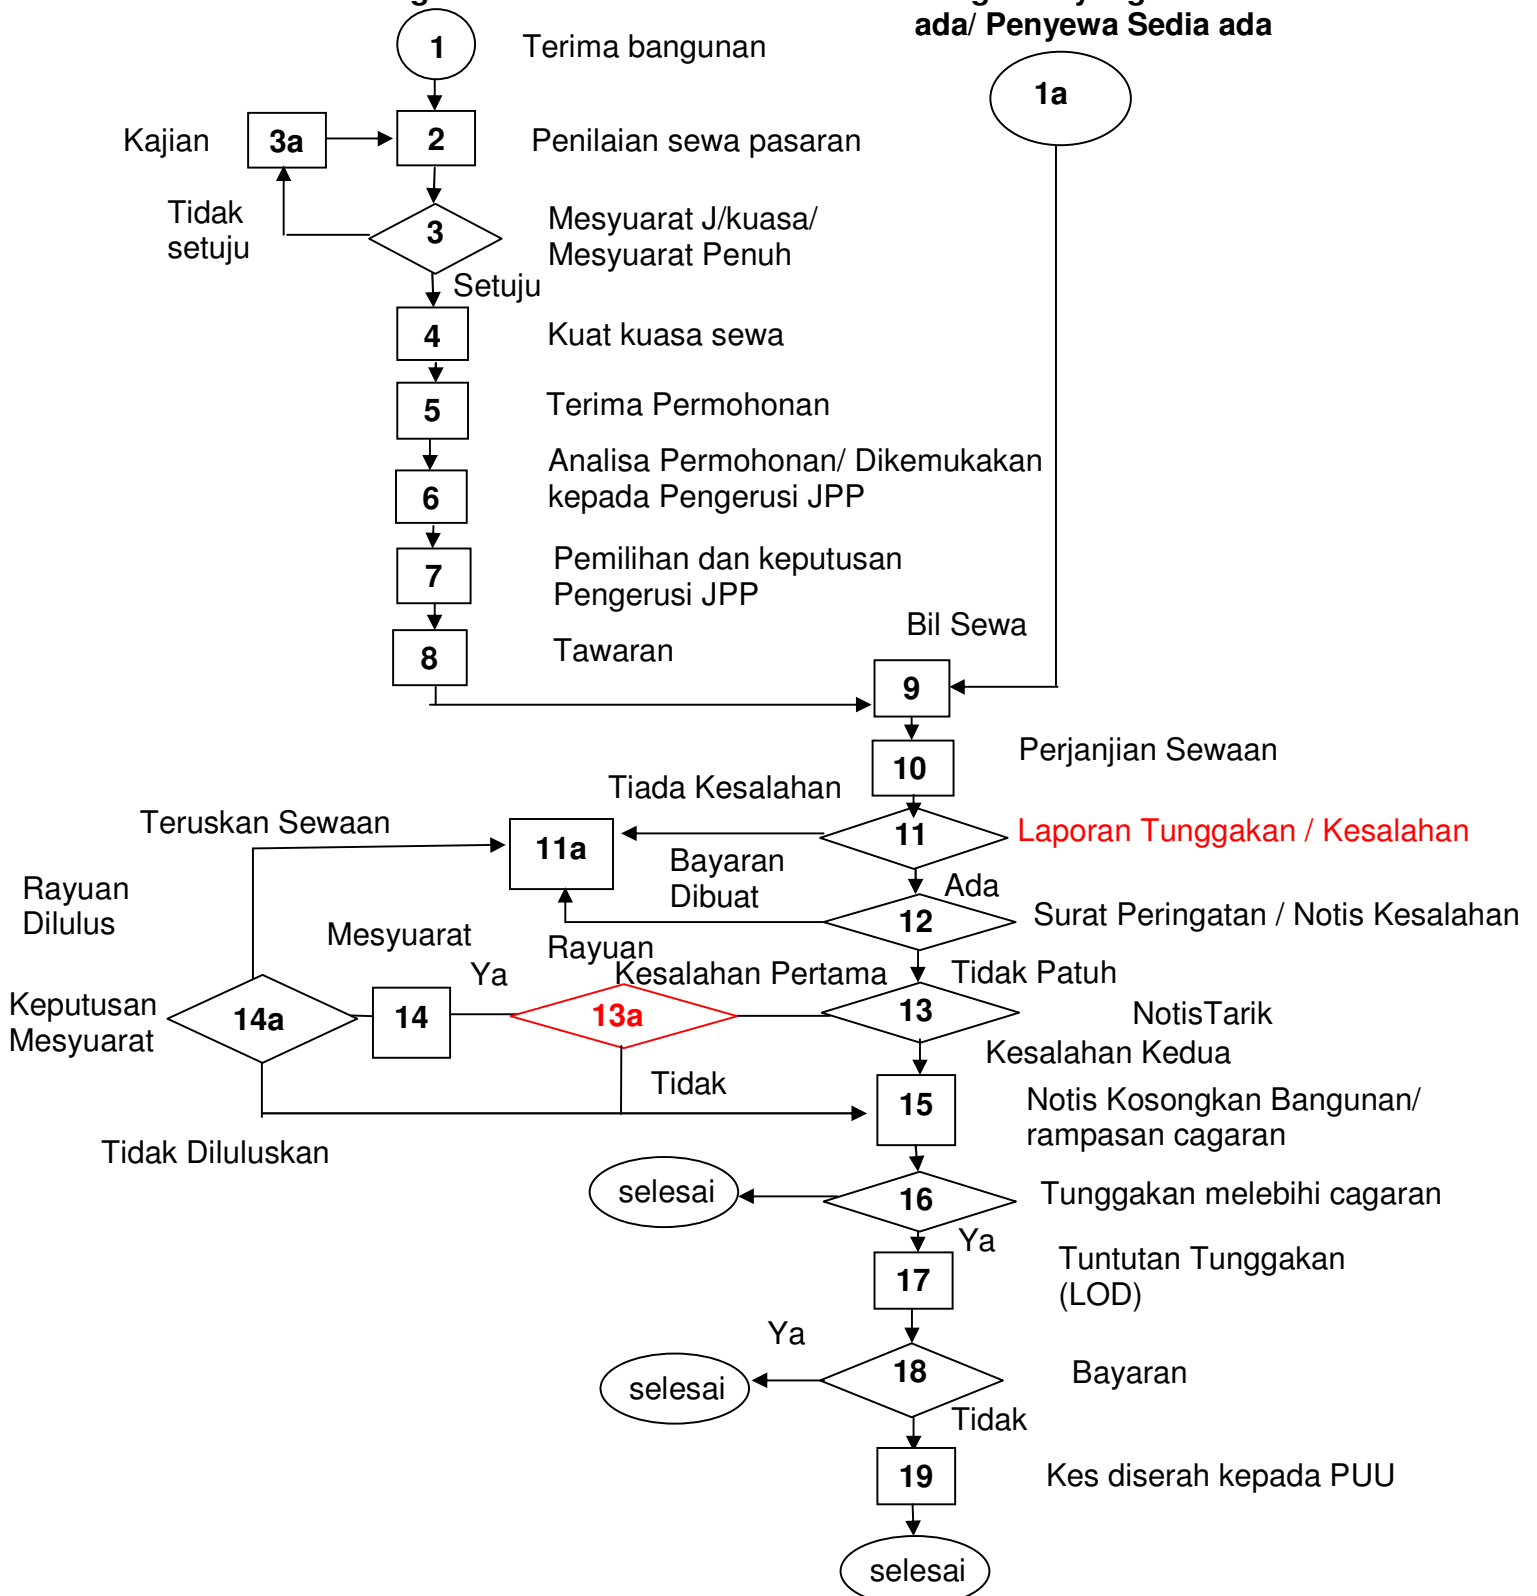 ada/ Penyewa Sedia ada
1
Terima bangunan
1a
Kajian
3a
2
Penilaian sewa pasaran
Tidak
setuju
3
Mesyuarat J/kuasa/
Mesyuarat Penuh
Setuju
4
Kuat kuasa sewa
5
Terima Permohonan
6
Analisa Permohonan/ Dikemukakan
kepada Pengerusi JPP
7
Pemilihan dan keputusan
Pengerusi JPP
8
Tawaran
Bil Sewa
9
10
Perjanjian Sewaan
Tiada Kesalahan
Teruskan Sewaan
11a
11
Laporan Tunggakan / Kesalahan
Bayaran
Dibuat
Ada
Rayuan
Dilulus
12
Surat Peringatan / Notis Kesalahan
Mesyuarat
Rayuan
Ya
Kesalahan Pertama
Tidak Patuh
Keputusan
Mesyuarat
14a
14
13a
13
NotisTarik
Kesalahan Kedua
Tidak
15
Notis Kosongkan Bangunan/
rampasan cagaran
Tidak Diluluskan
selesai
16
Tunggakan melebihi cagaran
Ya
17
Tuntutan Tunggakan
(LOD)
Ya
selesai
18
Bayaran
Tidak
19
Kes diserah kepada PUU
selesai